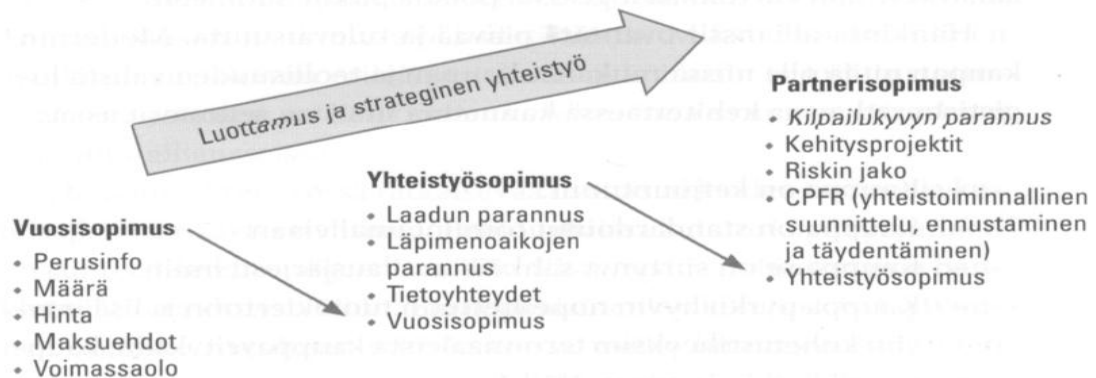 Luottamus ja strateginen yhteistyö
Vuosisopimus
• Perusinfo
• Määrä
• Hinta
• Maksuehdot
• Voimassaolo
Yhteistyösopimus
• Laadun parannus
• Läpimenoaikojen
parannus
• Tietoyhteydet
• Vuosisopimus
Partnerisopimus
• Kilpailukyvyn parannus
• Kehitysprojektit
• Riskin jako
• CPFR (yhteistoiminnallinen
suunnittelu, ennustaminen
ja täydentäminen)
• Yhteistyösopimus